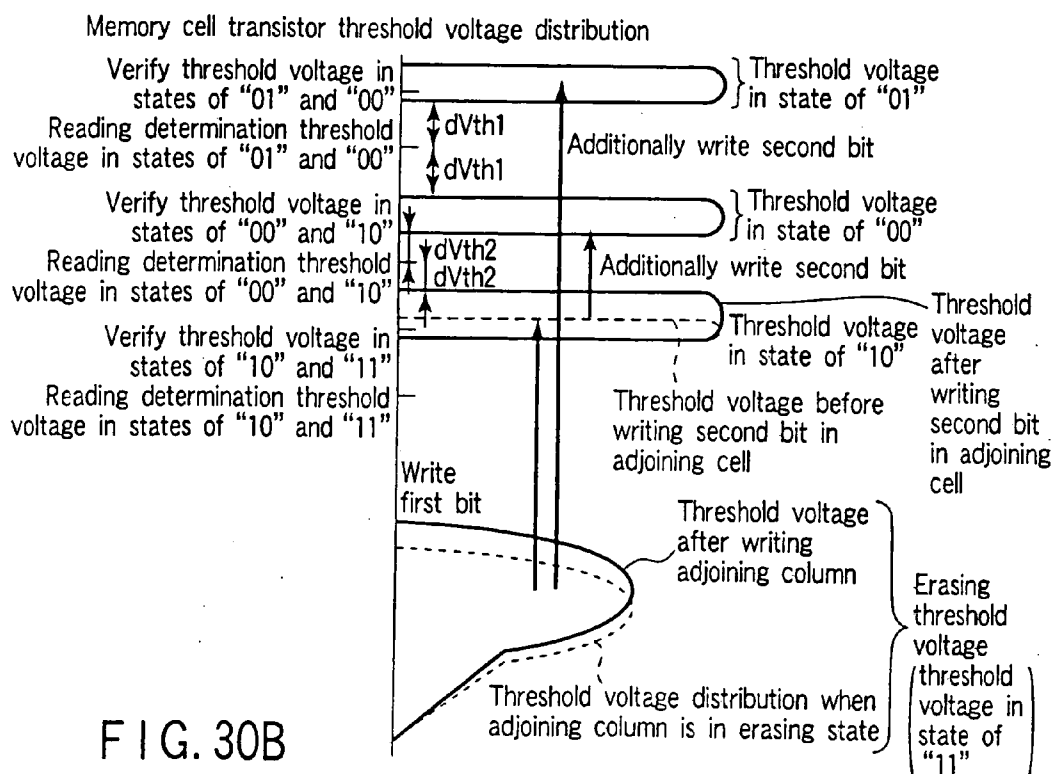 Memory cell transistor threshold voltage distribution
Verify threshold voltage in
states of "01" and "00"
Reading determination threshold
voltage in states of "01" and "00"
Verify threshold voltage in
states of "00" and "10"
Reading determination threshold
voltage in states of "00" and "10"
Verify threshold voltage in
states of "10" and "11"
Reading determination threshold
voltage in states of "10" and "11"
dVth1
dVth1
dVth2
dVth2
Threshold voltage
in state of "01"
Additionally write second bit
Threshold voltage
in state of "00"
Additionally write second bit
Threshold voltage
in state of "10"
Threshold
voltage
after
writing
second bit
in adjoining
cell
Threshold voltage before
writing second bit in
adjoining cell
Write
first bit
Threshold voltage
after writing
adjoining column
Threshold voltage distribution when
adjoining column is in erasing state
Erasing
threshold
voltage
threshold
voltage in
state of
"11"
FIG. 30B